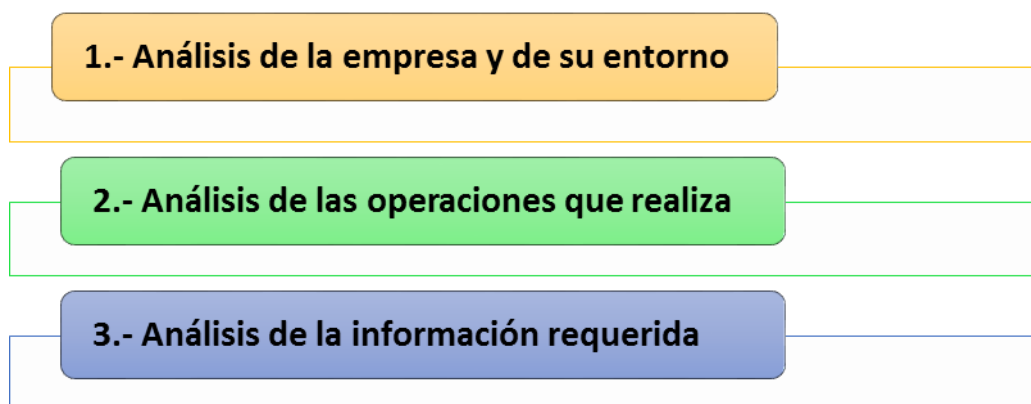 1.- Análisis de la empresa y de su entorno
2.- Análisis de las operaciones que realiza
3.- Análisis de la información requerida